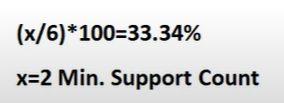 (x/6)*100=33.34%
x=2 Min. Support Count